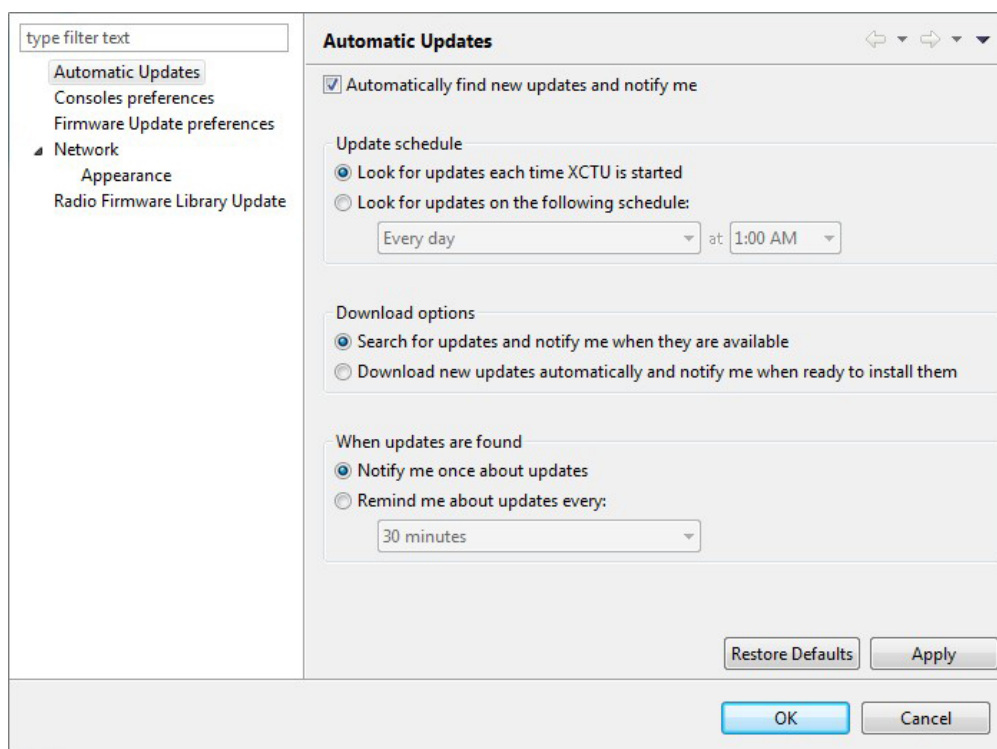 type filter text
Automatic Updates
Consoles preferences
Firmware Update preferences
Network
Appearance
Radio Firmware Library Update
Automatic Updates
Automatically find new updates and notify me
Update schedule
Look for updates each time XCTU is started
Look for updates on the following schedule:
Every day at 1:00 AM
Download options
Search for updates and notify me when they are available
Download new updates automatically and notify me when ready to install them
When updates are found
Notify me once about updates
Remind me about updates every:
30 minutes
Restore Defaults Apply
OK Cancel